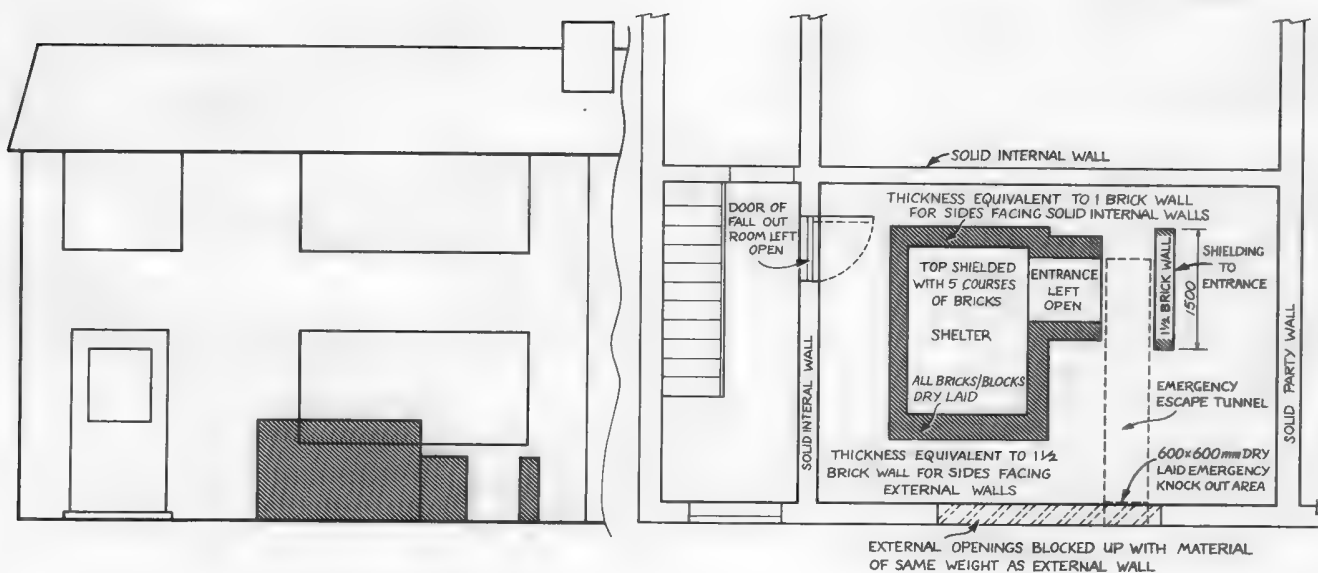 SOLID INTERNAL WALL
DOOR OF
FALL OUT
ROOM LEFT
OPEN
THICKNESS EQUIVALENT TO 1 BRICK WALL
FOR SIDES FACING SOLID INTERNAL WALLS
TOP SHIELDED
WITH 5 COURSES
OF BRICKS
SHELTER
ENTRANCE
LEFT
OPEN
1½ BRICK WALL
1500
SHIELDING
TO
ENTRANCE
SOLID INTERAL WALL
ALL BRICKS/BLOCKS
DRY LAID
SOLID PARTY WALL
EMERGENCY
ESCAPE TUNNEL
THICKNESS EQUIVALENT TO 1½
BRICK WALL FOR SIDES FACING
EXTERNAL WALLS
600×600mm DRY
LAID EMERGENCY
KNOCK OUT AREA
EXTERNAL OPENINGS BLOCKED UP WITH MATERIAL
OF SAME WEIGHT AS EXTERNAL WALL